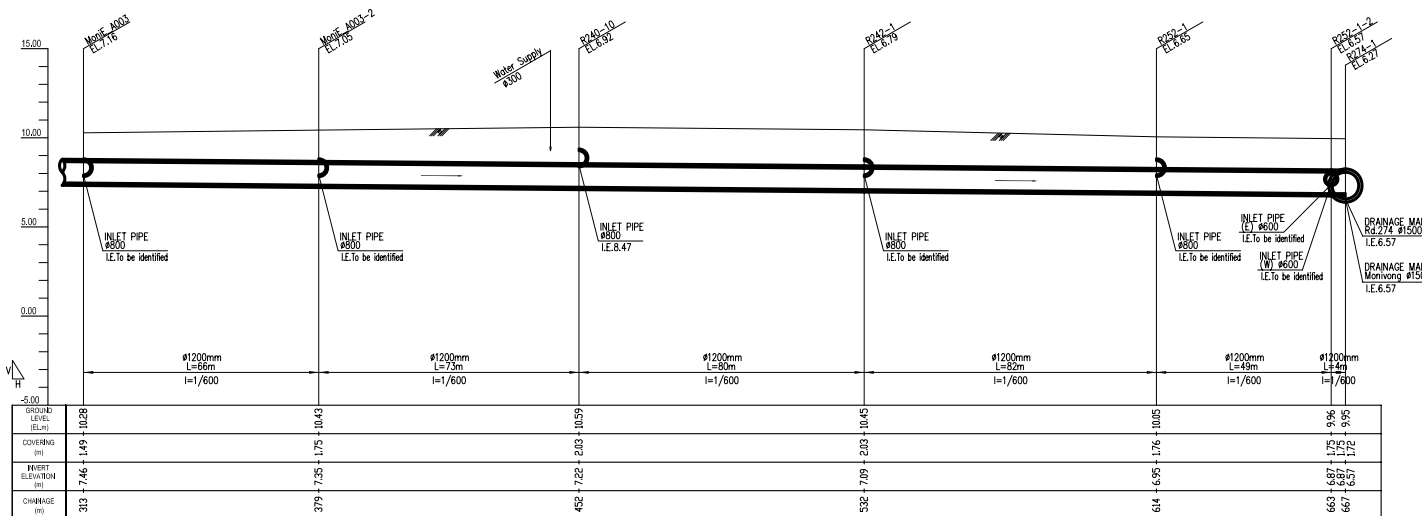 MoniE_A003
EL.7.16
MoniE_A003-2
EL.7.05
R240-10
EL.6.92
R242-1
EL.6.79
R252-1
EL.6.65
R252-1-2
EL.6.57
R274-1
EL.6.27
Water Supply
ø300
15.00
10.00
5.00
0.00
-5.00
INLET PIPE
ø800
I.E.To be identified
INLET PIPE
ø800
I.E.To be identified
INLET PIPE
ø800
I.E.8.47
INLET PIPE
ø800
I.E.To be identified
INLET PIPE
ø800
I.E.To be identified
INLET PIPE
(E) ø600
I.E.To be identified
INLET PIPE
(W) ø600
I.E.To be identified
DRAINAGE MAI
Rd.274 ø1500
I.E.6.57
DRAINAGE MAI
Monivong ø150
I.E.6.57
V
H
ø1200mm
L=66m
I=1/600
ø1200mm
L=73m
I=1/600
ø1200mm
L=80m
I=1/600
ø1200mm
L=82m
I=1/600
ø1200mm
L=49m
I=1/600
ø1200mm
L=4m
I=1/600
GROUND
LEVEL
(EL.m)
10.28 10.43 10.59 10.45 10.05 9.96 9.95
COVERING
(m)
1.49 1.75 2.03 2.03 1.76 1.75 1.75 1.72
INVERT
ELEVATION
(m)
7.46 7.35 7.22 7.09 6.95 6.87 6.87 6.57
CHAINAGE
(m)
313 379 452 532 614 663 667